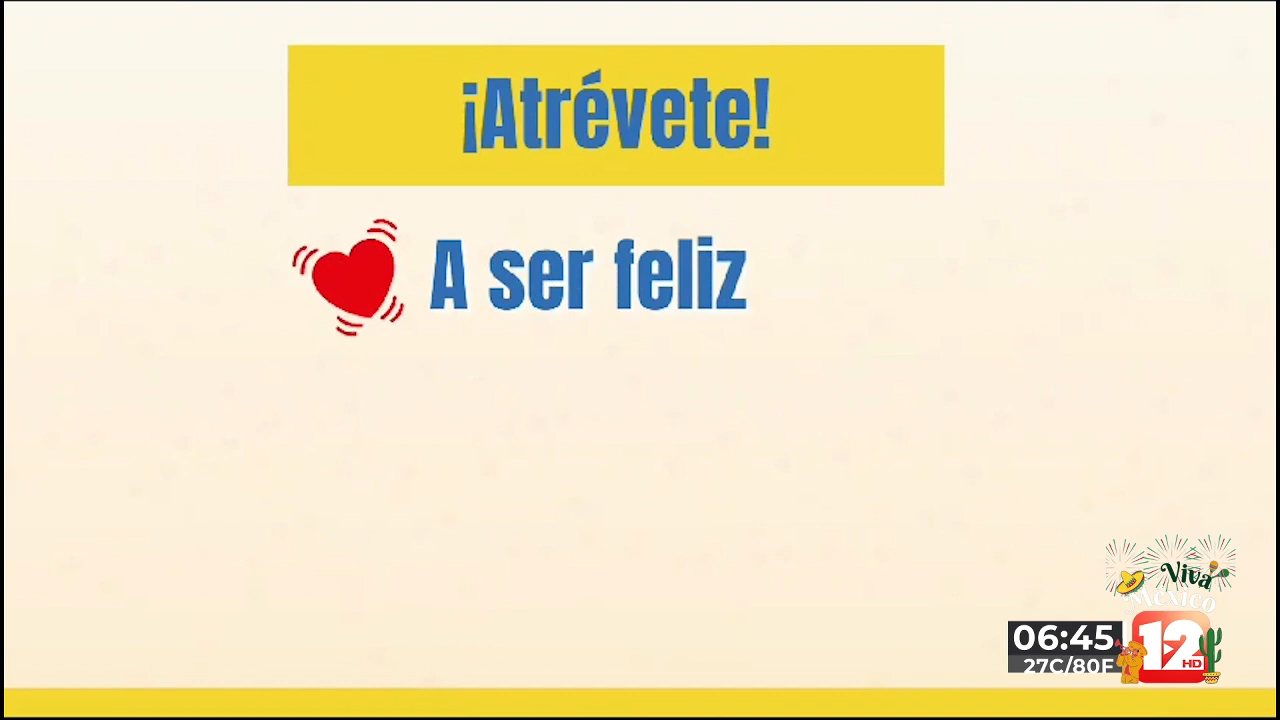 ¡Atrévete!
A ser feliz
Viva
México
06:45
27C/80F
12
HD